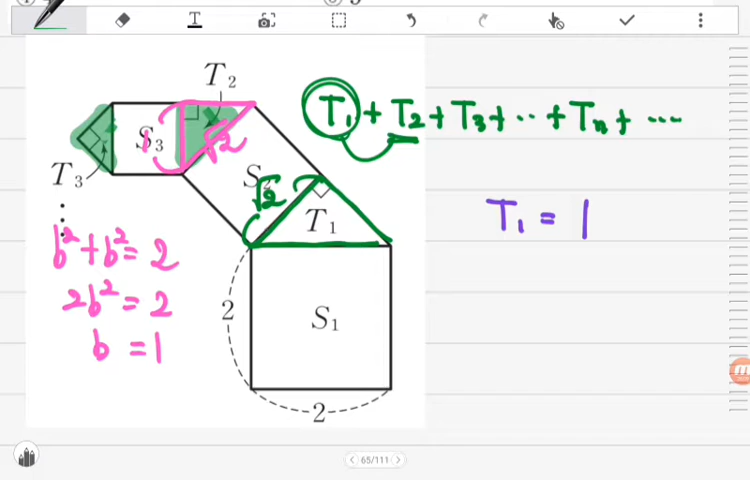 T₂
T₁ + T₂ + T₃ + ‥ + Tₙ + …
S₃
1
√2
S₂
T₃
⋮
√2
T₁
T₁ = 1
b² + b² = 2
2b² = 2
b = 1
2
S₁
2
65/111